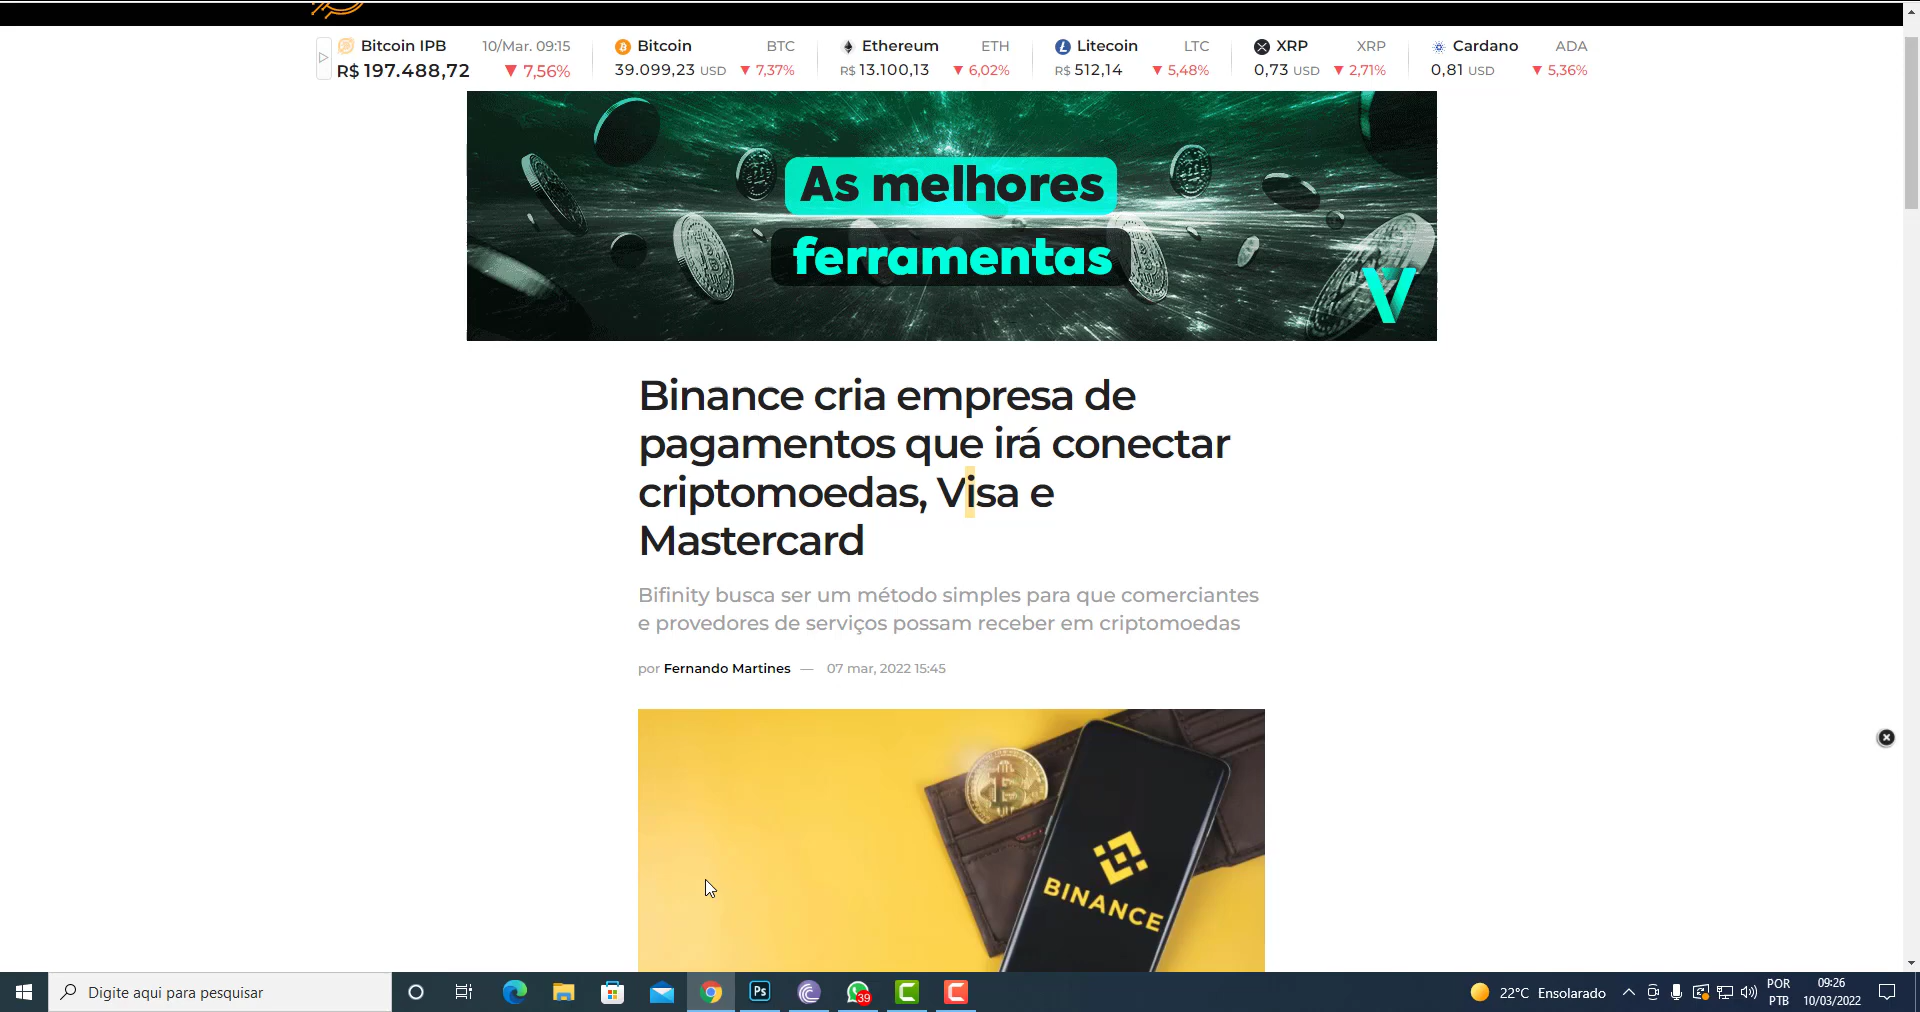 Bitcoin IPB 10/Mar. 09:15
R$ 197.488,72 ▼ 7,56%
Bitcoin BTC
39.099,23 USD ▼ 7,37%
Ethereum ETH
R$ 13.100,13 ▼ 6,02%
Litecoin LTC
R$ 512,14 ▼ 5,48%
XRP XRP
0,73 USD ▼ 2,71%
Cardano ADA
0,81 USD ▼ 5,36%
As melhores
ferramentas
Binance cria empresa de
pagamentos que irá conectar
criptomoedas, Visa e
Mastercard
Bifinity busca ser um método simples para que comerciantes
e provedores de serviços possam receber em criptomoedas
por Fernando Martines — 07 mar, 2022 15:45
BINANCE
Digite aqui para pesquisar
Ps
39
22°C Ensolarado
POR
PTB
09:26
10/03/2022